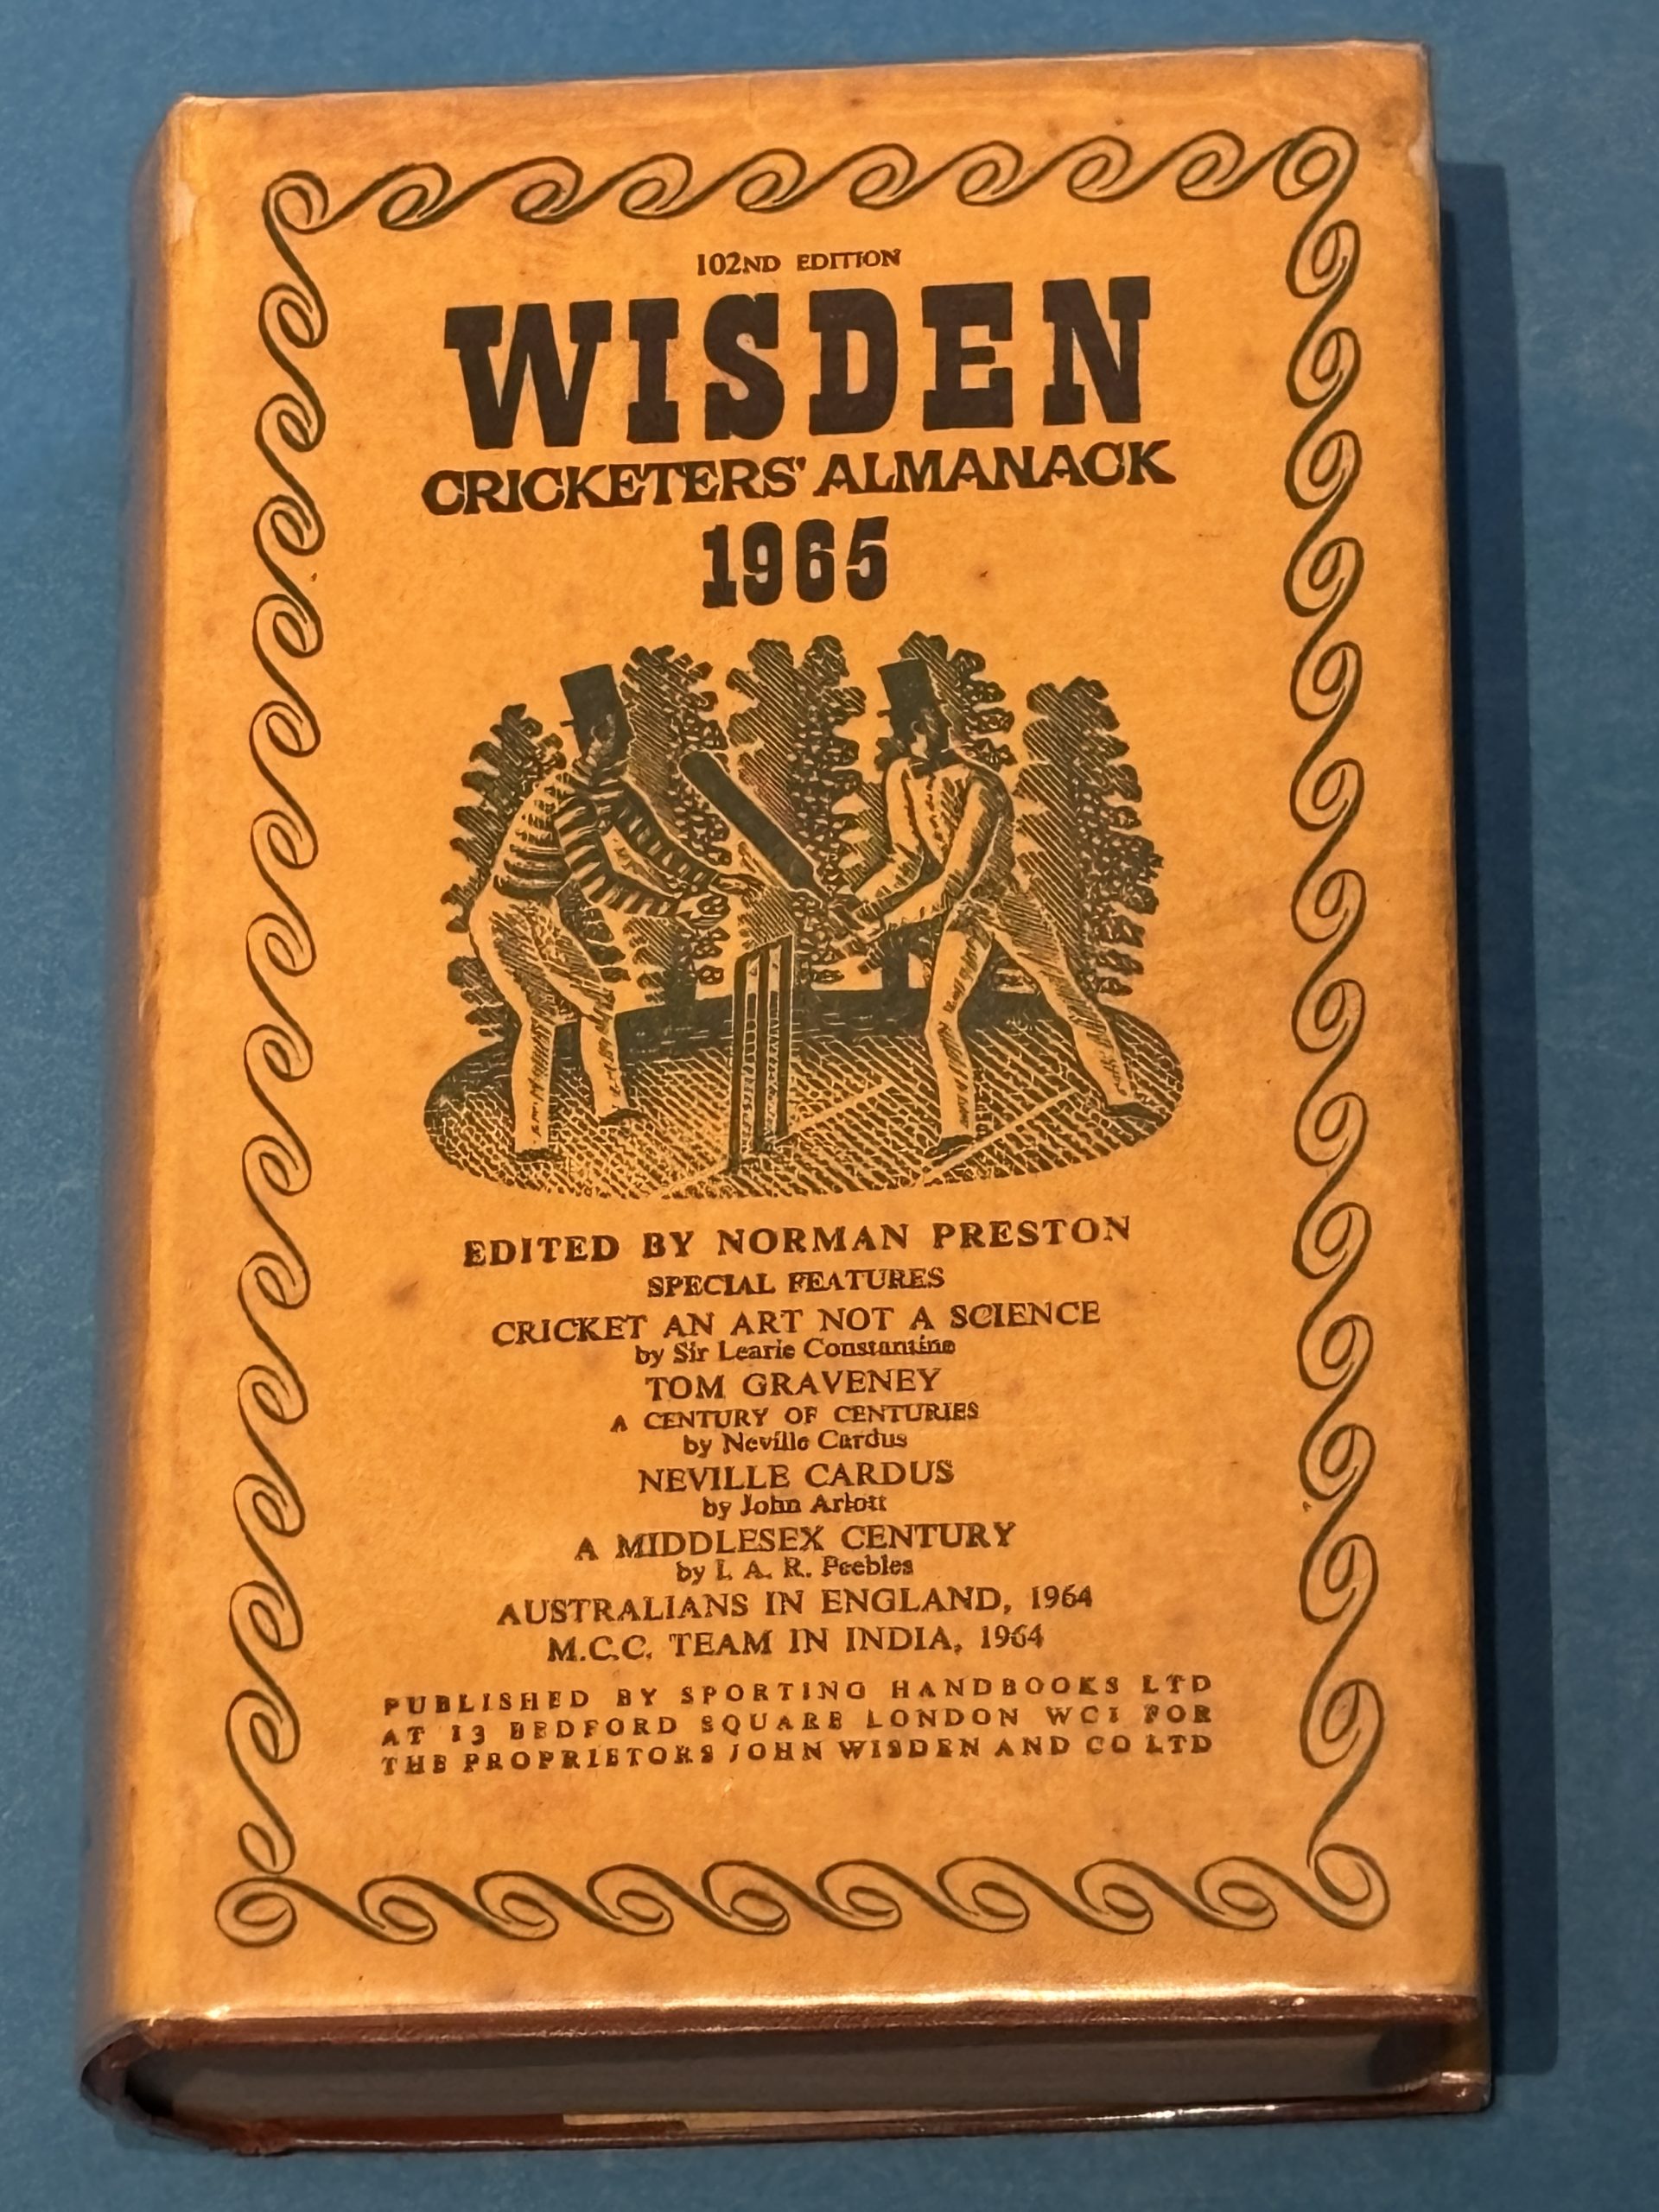 102ND EDITION
WISDEN
CRICKETERS' ALMANACK
1965
EDITED BY NORMAN PRESTON
SPECIAL FEATURES
CRICKET AN ART NOT A SCIENCE
by Sir Learie Constantine
TOM GRAVENEY
A CENTURY OF CENTURIES
by Neville Cardus
NEVILLE CARDUS
by John Arlott
A MIDDLESEX CENTURY
by I. A. R. Peebles
AUSTRALIANS IN ENGLAND, 1964
M.C.C. TEAM IN INDIA, 1964
PUBLISHED BY SPORTING HANDBOOKS LTD
AT 13 BEDFORD SQUARE LONDON WC1 FOR
THE PROPRIETORS JOHN WISDEN AND CO LTD